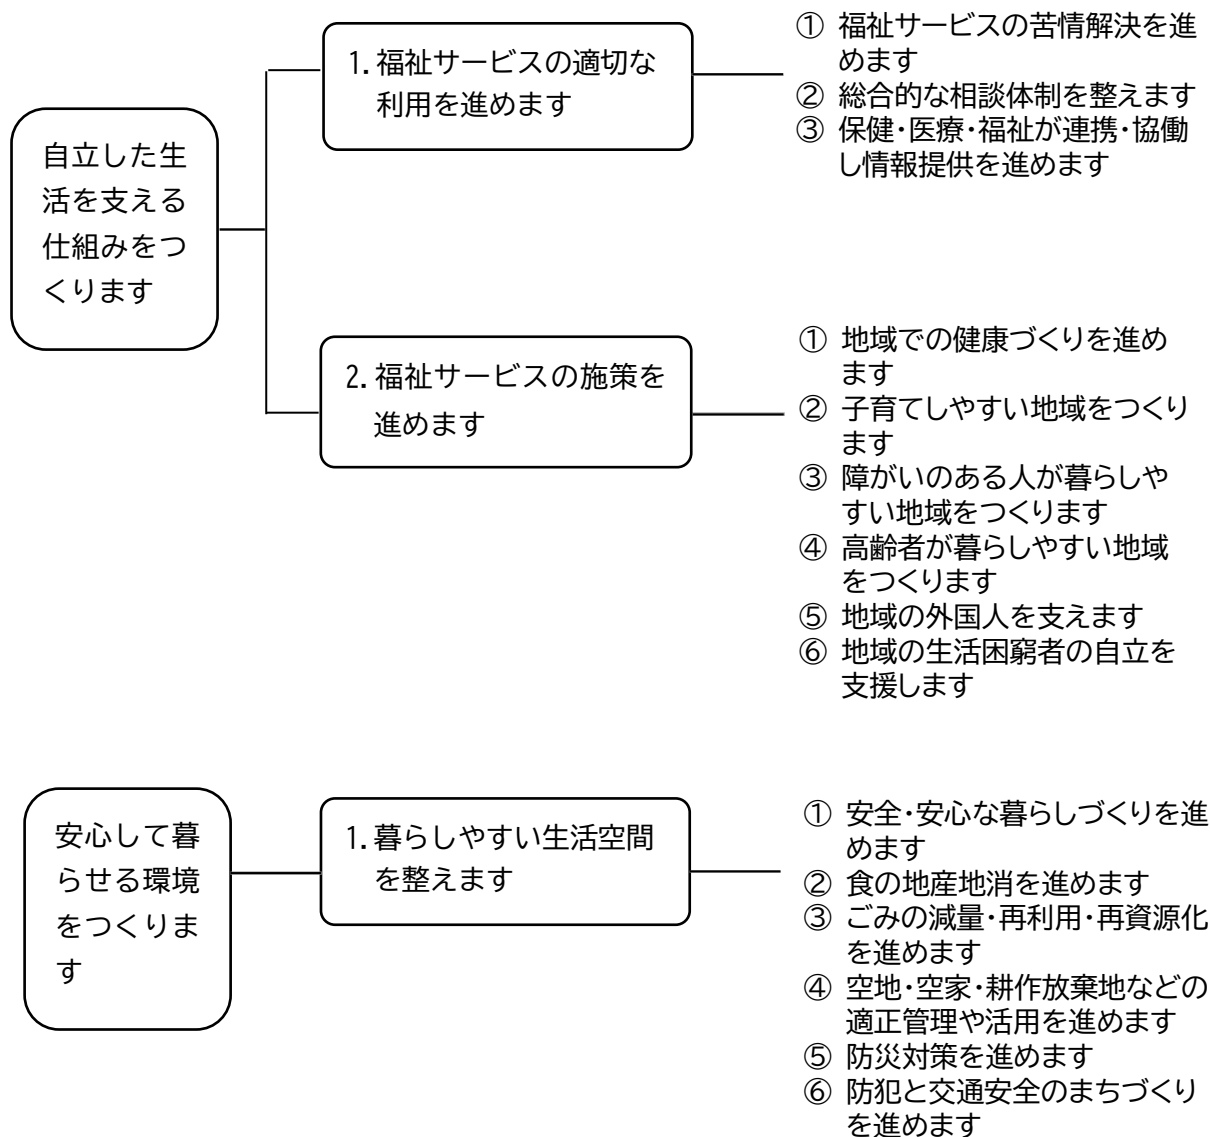 自立した生
活を支える
仕組みをつ
くります
1. 福祉サービスの適切な
利用を進めます
① 福祉サービスの苦情解決を進
めます
② 総合的な相談体制を整えます
③ 保健・医療・福祉が連携・協働
し情報提供を進めます
2. 福祉サービスの施策を
進めます
① 地域での健康づくりを進め
ます
② 子育てしやすい地域をつくり
ます
③ 障がいのある人が暮らしや
すい地域をつくります
④ 高齢者が暮らしやすい地域
をつくります
⑤ 地域の外国人を支えます
⑥ 地域の生活困窮者の自立を
支援します
安心して暮
らせる環境
をつくりま
す
1. 暮らしやすい生活空間
を整えます
① 安全・安心な暮らしづくりを進
めます
② 食の地産地消を進めます
③ ごみの減量・再利用・再資源化
を進めます
④ 空地・空家・耕作放棄地などの
適正管理や活用を進めます
⑤ 防災対策を進めます
⑥ 防犯と交通安全のまちづくり
を進めます